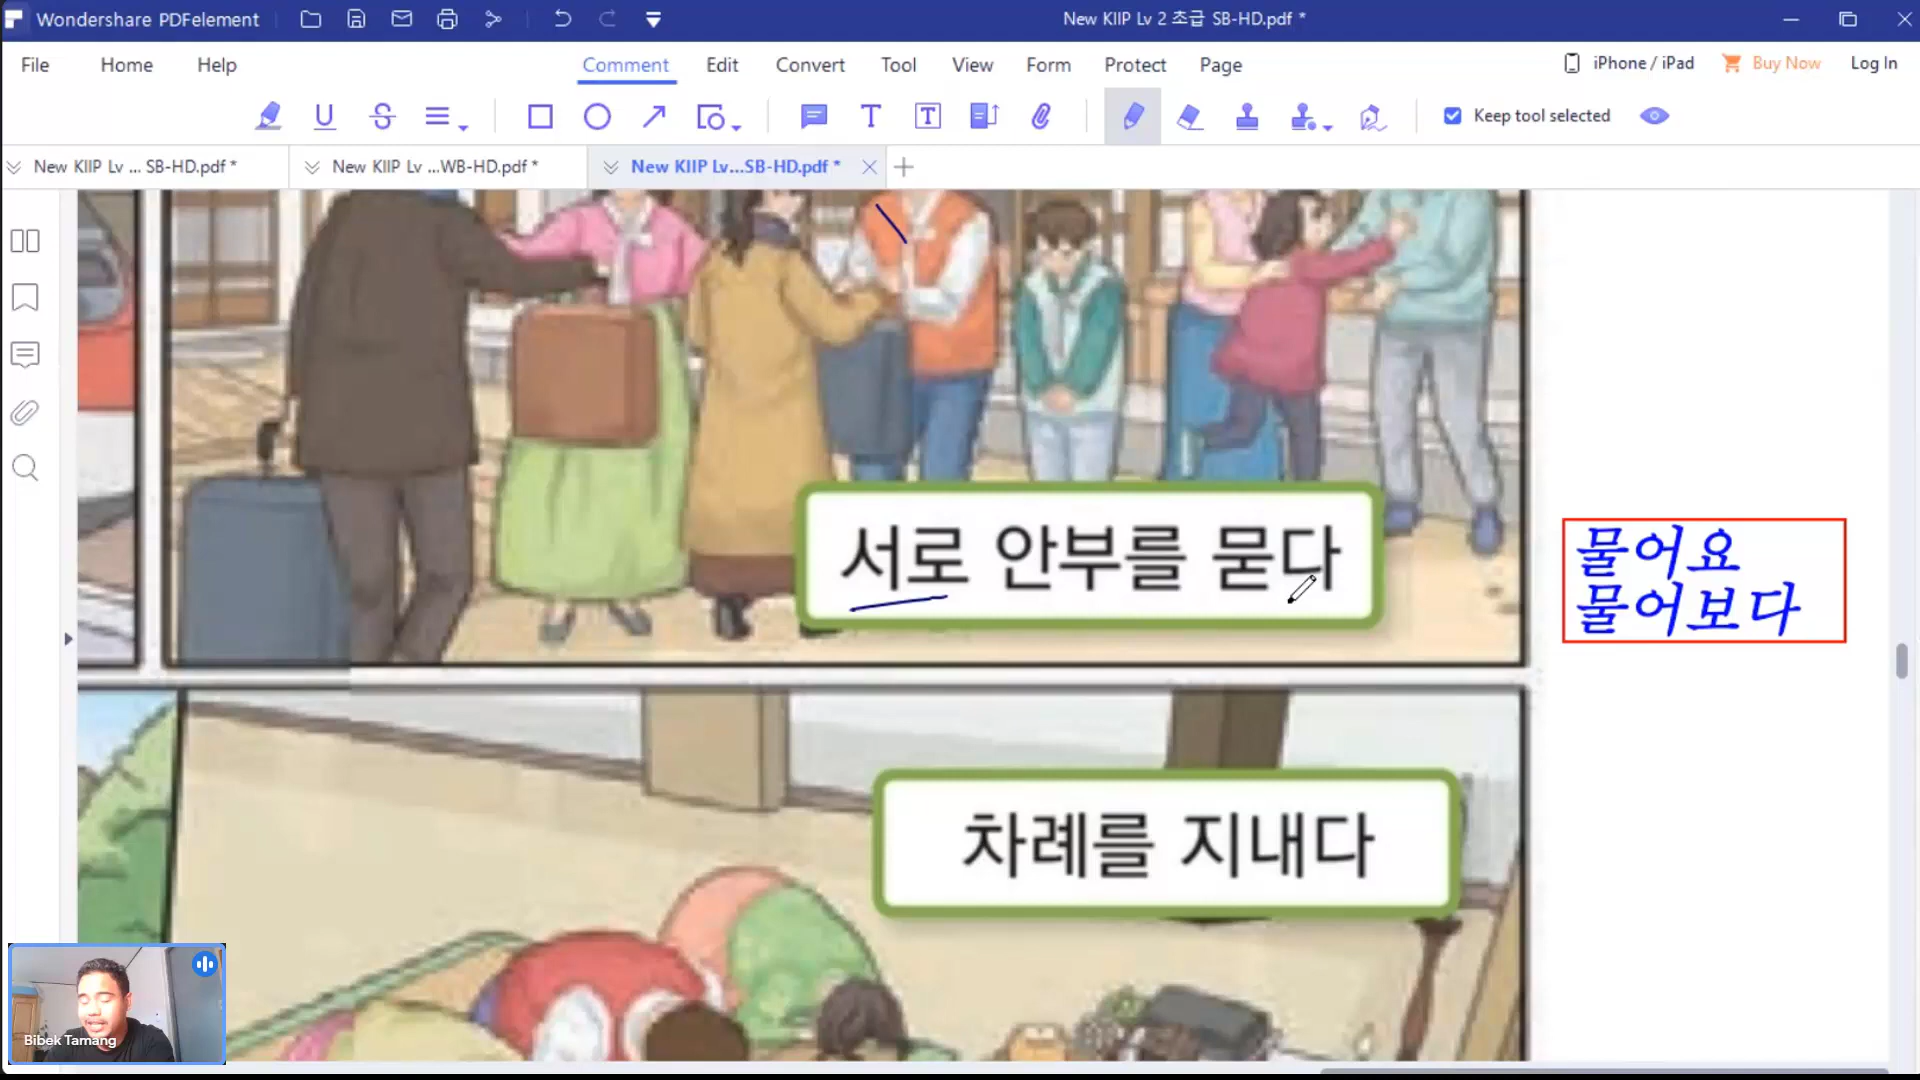 Wondershare PDFelement
New KIIP Lv 2 초급 SB-HD.pdf *
File Home Help Comment Edit Convert Tool View Form Protect Page
iPhone / iPad Buy Now Log In
Keep tool selected
New KIIP Lv ... SB-HD.pdf *
New KIIP Lv ...WB-HD.pdf *
New KIIP Lv...SB-HD.pdf *
서로 안부를 묻다
물어요
물어보다
차례를 지내다
Bibek Tamang